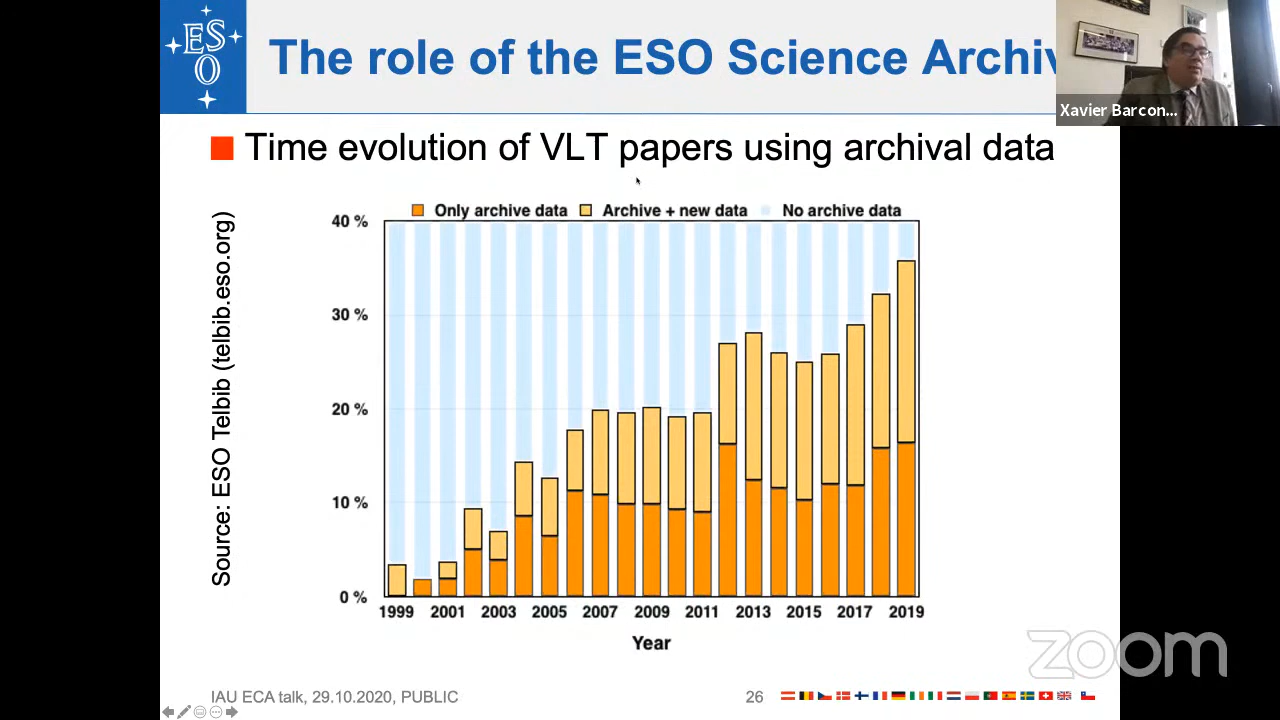 ESO
The role of the ESO Science Archiv
Xavier Barcon...
Time evolution of VLT papers using archival data
Source: ESO Telbib (telbib.eso.org)
Only archive data Archive + new data No archive data
40 %
30 %
20 %
10 %
0 %
1999 2001 2003 2005 2007 2009 2011 2013 2015 2017 2019
Year
zoom
IAU ECA talk, 29.10.2020, PUBLIC 26